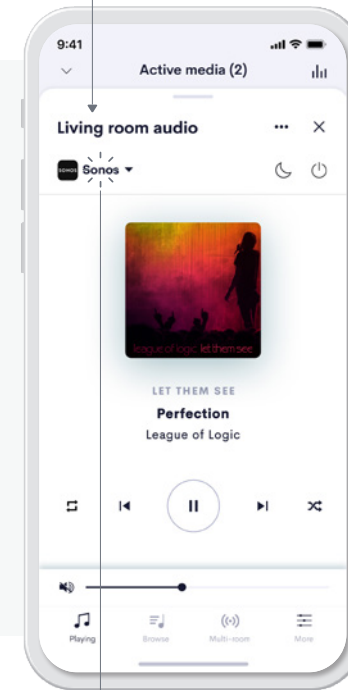 9:41
Active media (2)
Living room audio
SONOS Sonos
league of logic let them see
LET THEM SEE
Perfection
League of Logic
Playing Browse Multi-room More